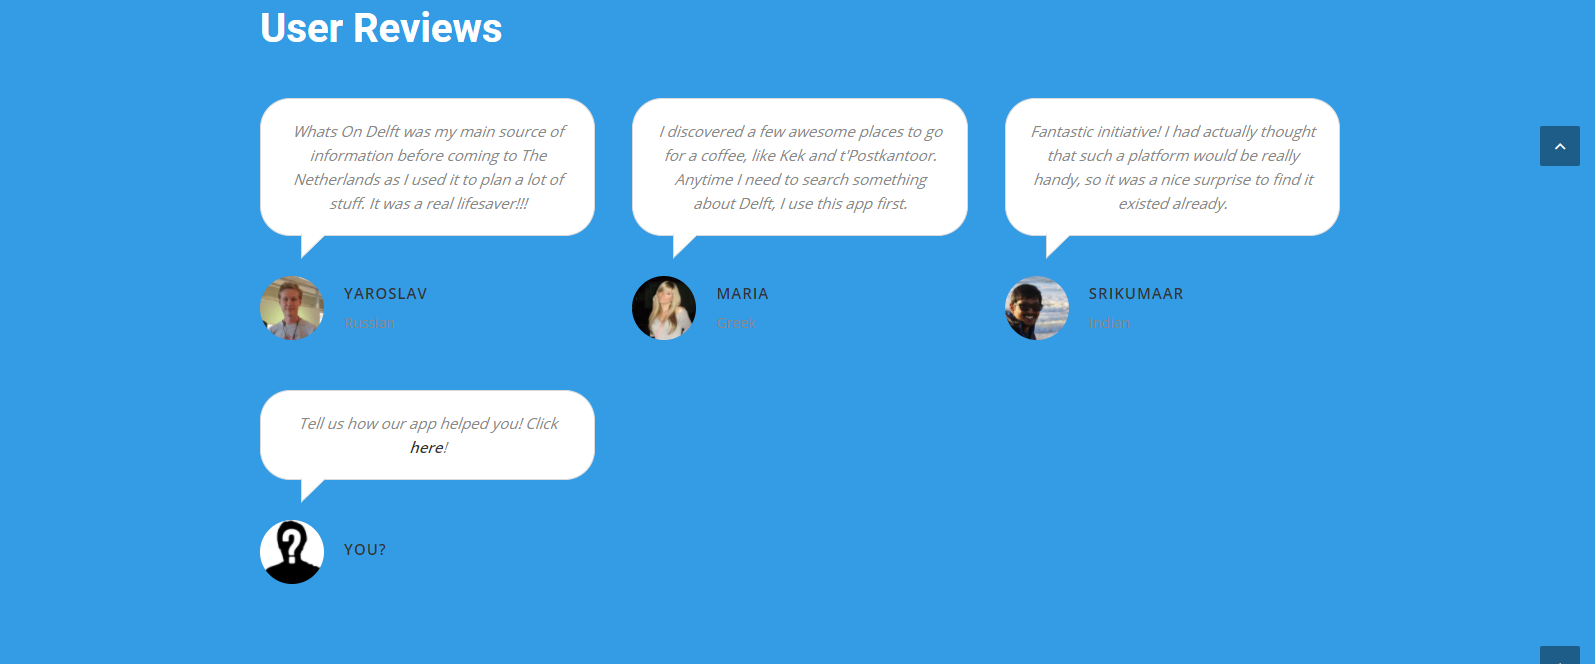 User Reviews
Whats On Delft was my main source of
information before coming to The
Netherlands as I used it to plan a lot of
stuff. It was a real lifesaver!!!
YAROSLAV
Russian
I discovered a few awesome places to go
for a coffee, like Kek and t'Postkantoor.
Anytime I need to search something
about Delft, I use this app first.
MARIA
Greek
Fantastic initiative! I had actually thought
that such a platform would be really
handy, so it was a nice surprise to find it
existed already.
SRIKUMAAR
Indian
Tell us how our app helped you! Click
here!
YOU?